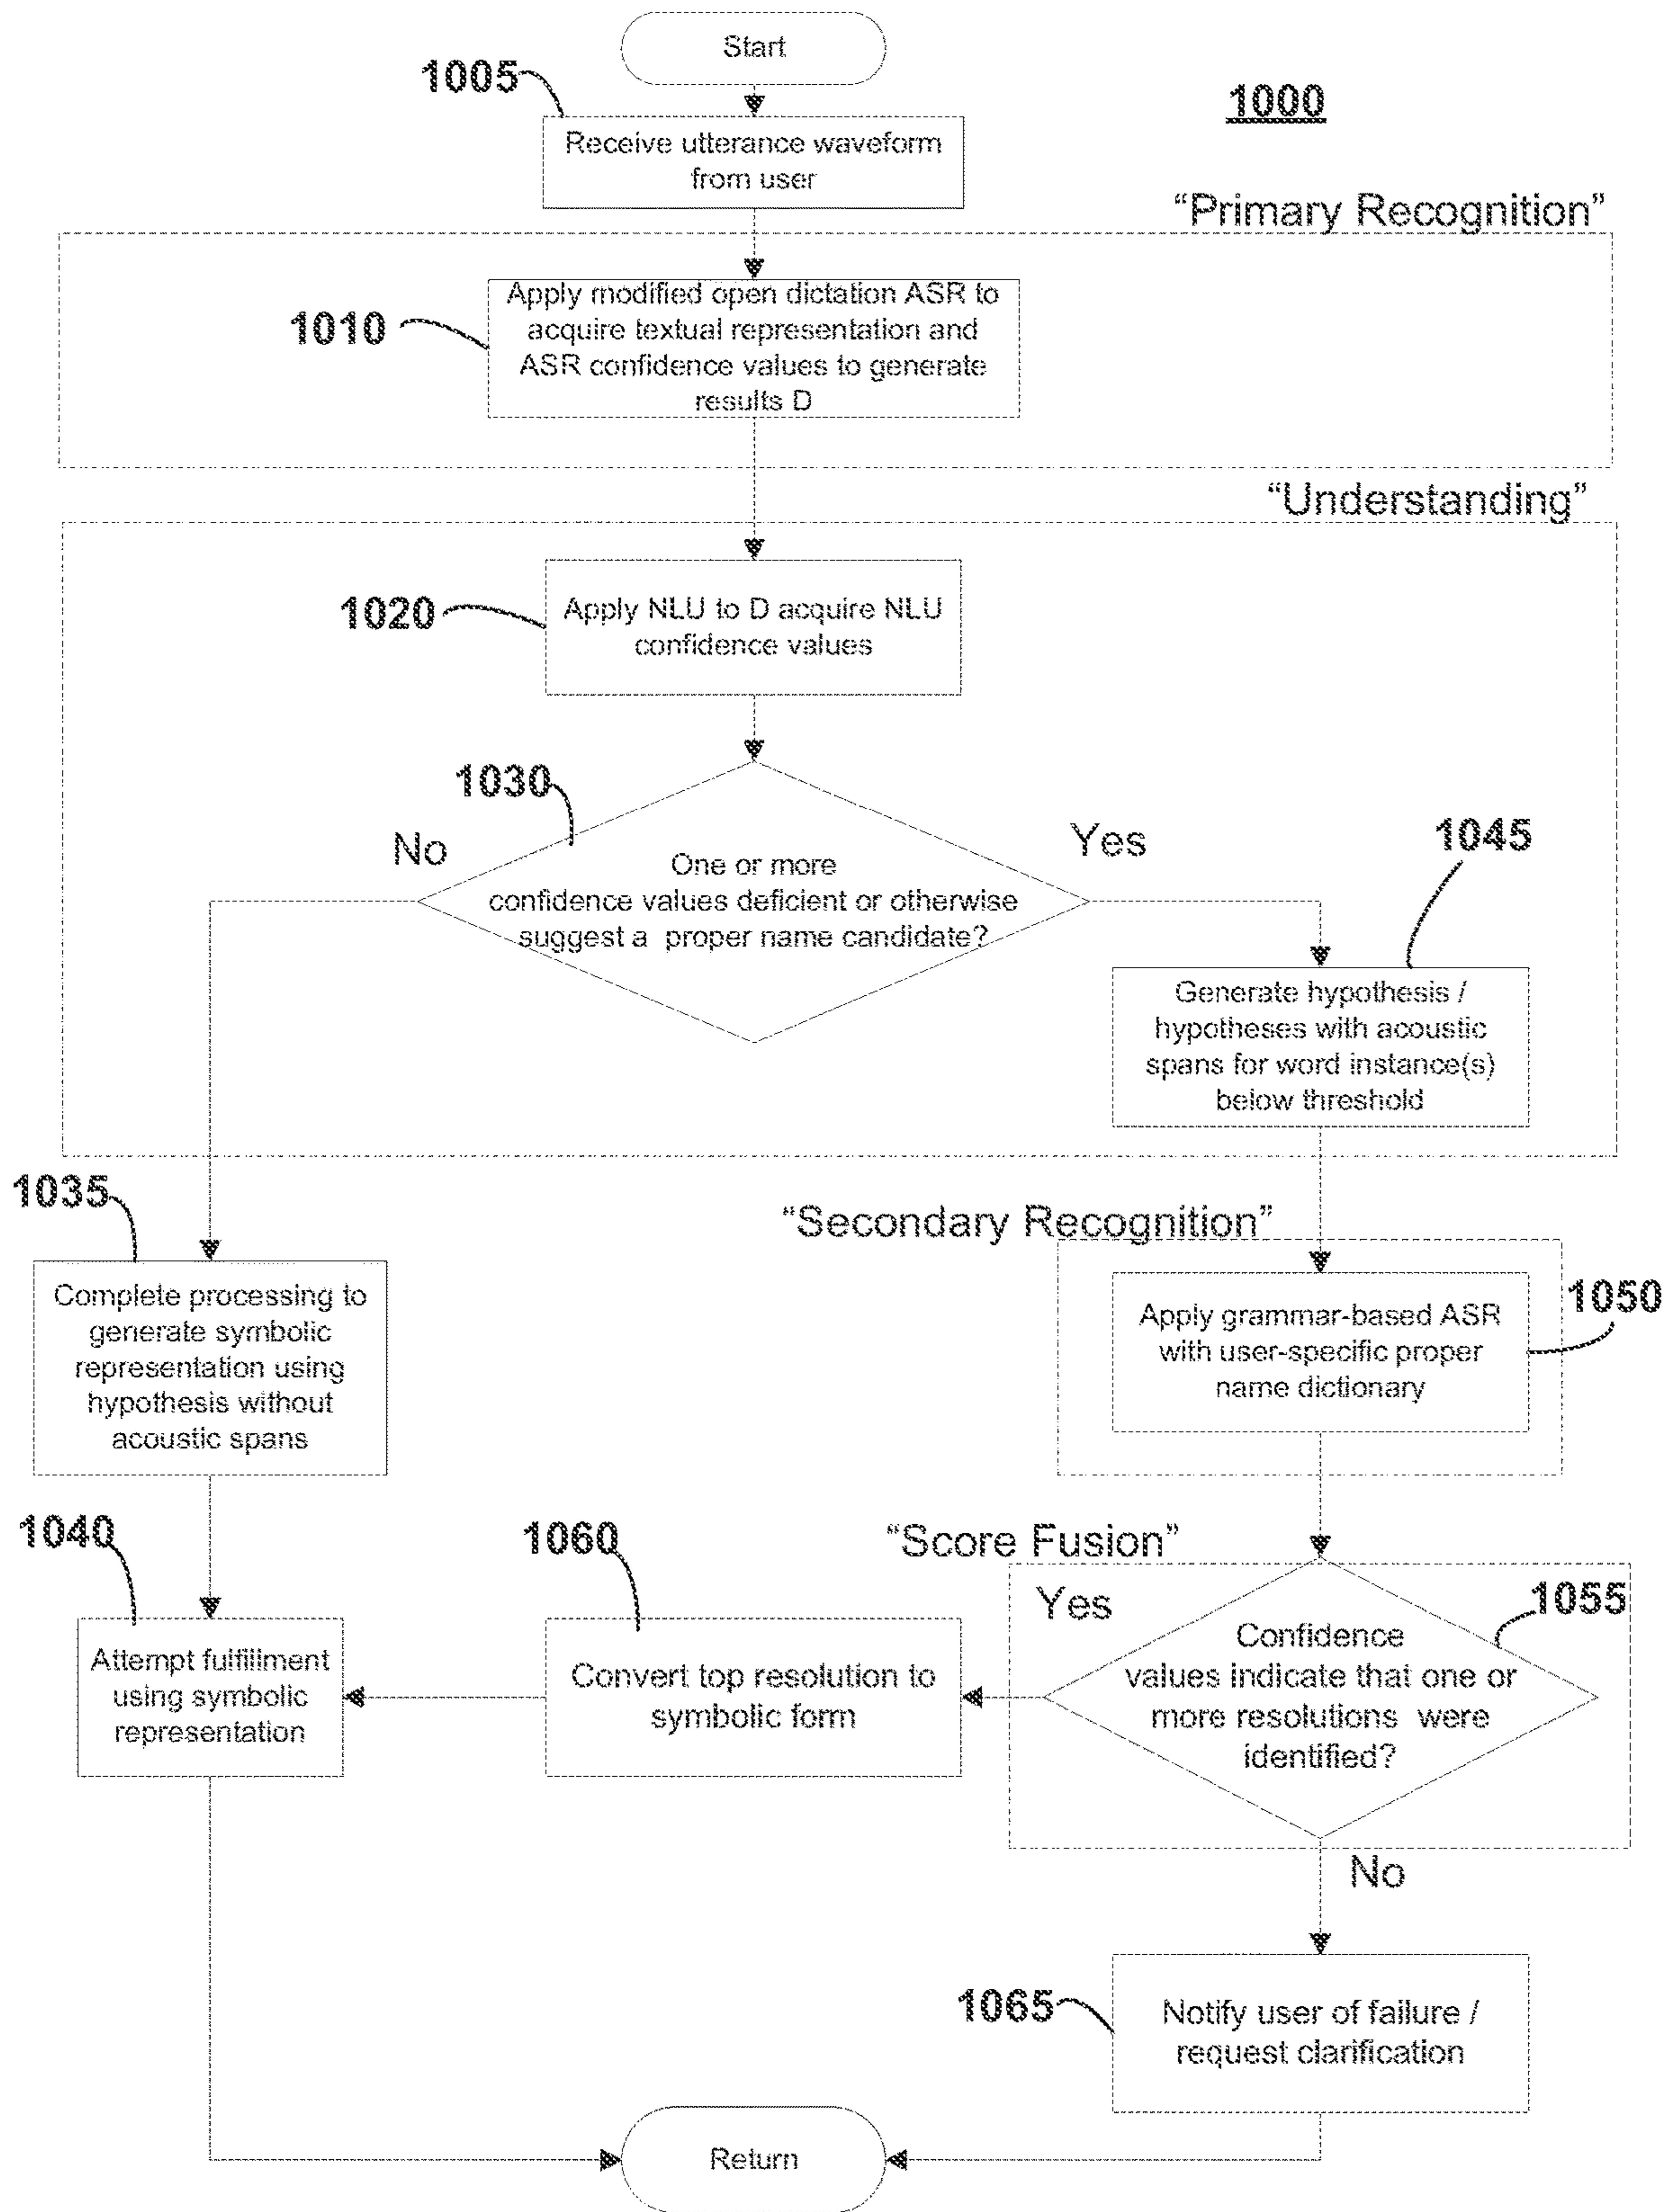 Start
1005
1000
Receive utterance waveform
from user
“Primary Recognition”
1010
Apply modified open dictation ASR to
acquire textual representation and
ASR confidence values to generate
results D
“Understanding”
1020
Apply NLU to D acquire NLU
confidence values
1030
No
Yes
1045
One or more
confidence values deficient or otherwise
suggest a proper name candidate?
Generate hypothesis /
hypotheses with acoustic
spans for word instance(s)
below threshold
1035
“Secondary Recognition”
Complete processing to
generate symbolic
representation using
hypothesis without
acoustic spans
1050
Apply grammar-based ASR
with user-specific proper
name dictionary
1040
1060
“Score Fusion”
Yes
1055
Attempt fulfillment
using symbolic
representation
Convert top resolution to
symbolic form
Confidence
values indicate that one or
more resolutions were
identified?
No
1065
Notify user of failure /
request clarification
Return